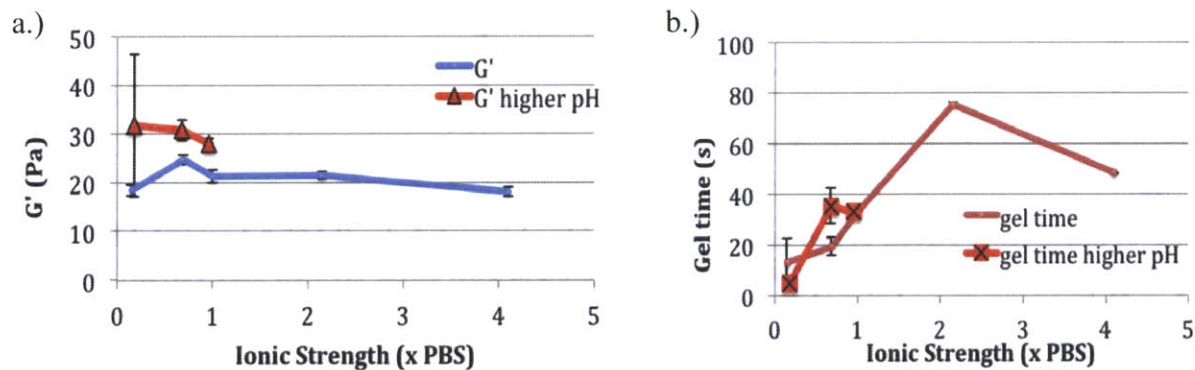 a.)
G' (Pa)
50
40
30
20
10
0
0 1 2 3 4 5
Ionic Strength (x PBS)
G'
G' higher pH
b.)
Gel time (s)
100
80
60
40
20
0
0 1 2 3 4 5
Ionic Strength (x PBS)
gel time
gel time higher pH